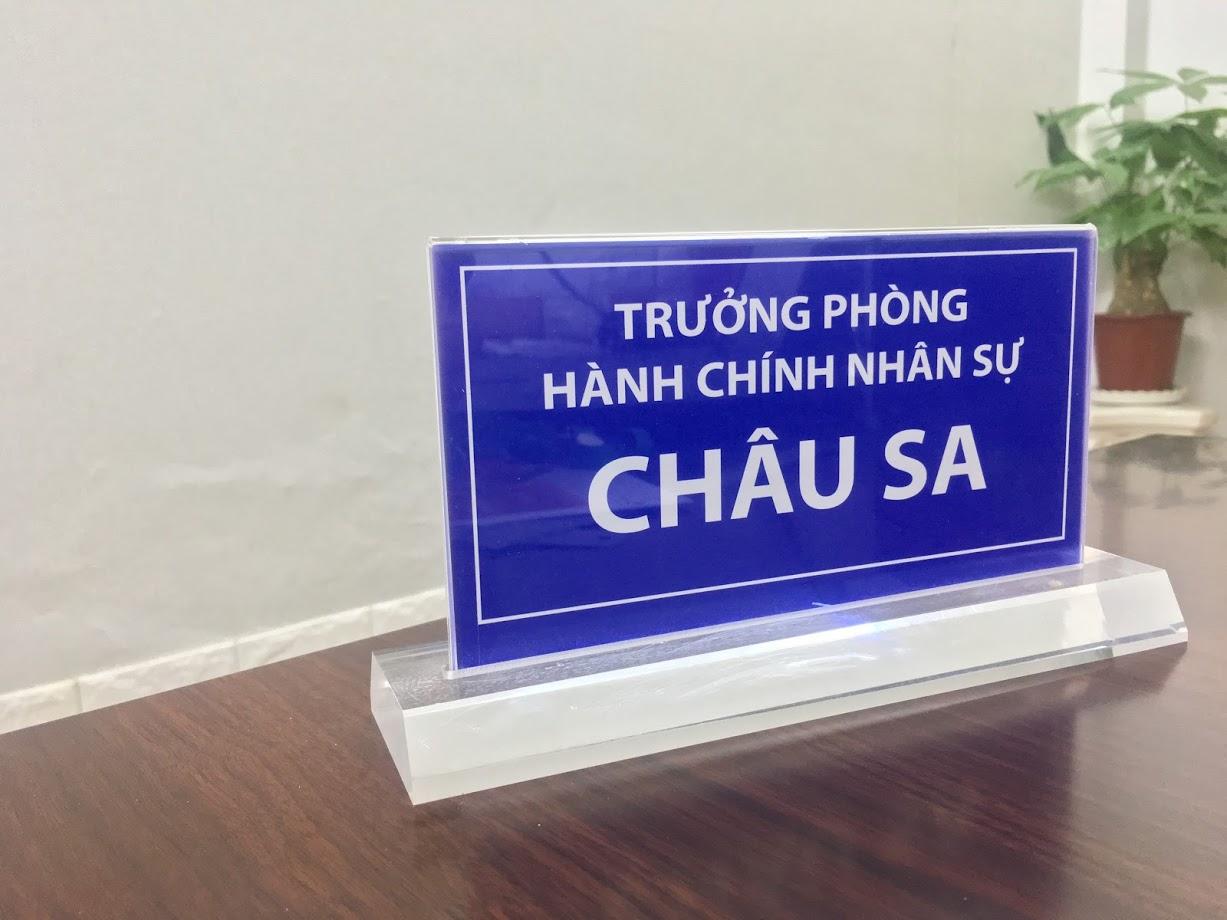 TRƯỞNG PHÒNG
HÀNH CHÍNH NHÂN SỰ
CHÂU SA